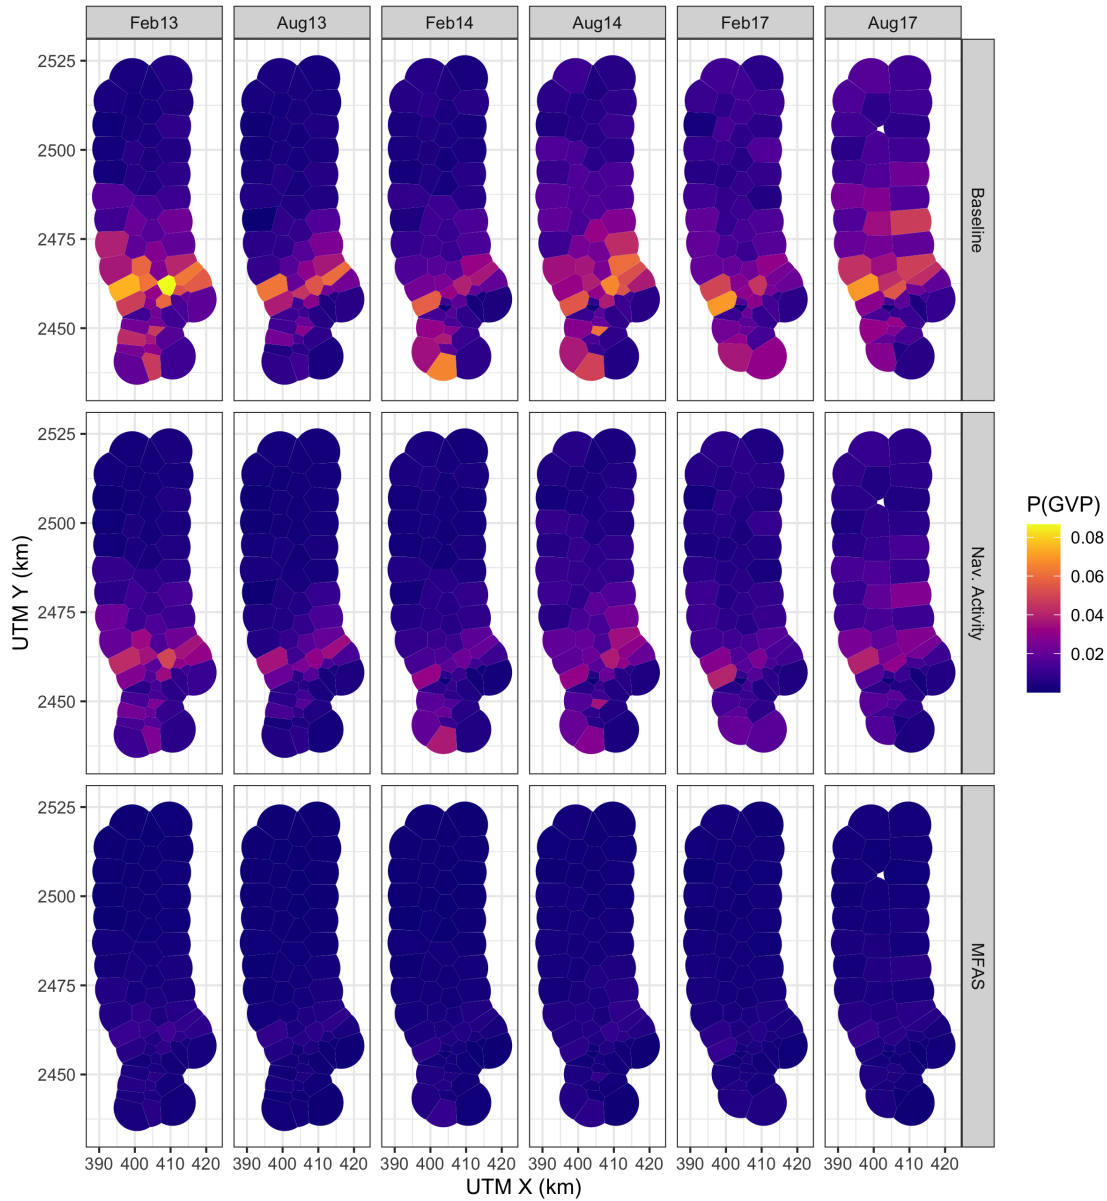 Feb13 Aug13 Feb14 Aug14 Feb17 Aug17
2525
2500
2475
2450
Baseline
2525
2500
2475
2450
Nav. Activity
2525
2500
2475
2450
MFAS
UTM Y (km)
390 400 410 420 390 400 410 420 390 400 410 420 390 400 410 420 390 400 410 420 390 400 410 420
UTM X (km)
P(GVP)
0.08
0.06
0.04
0.02